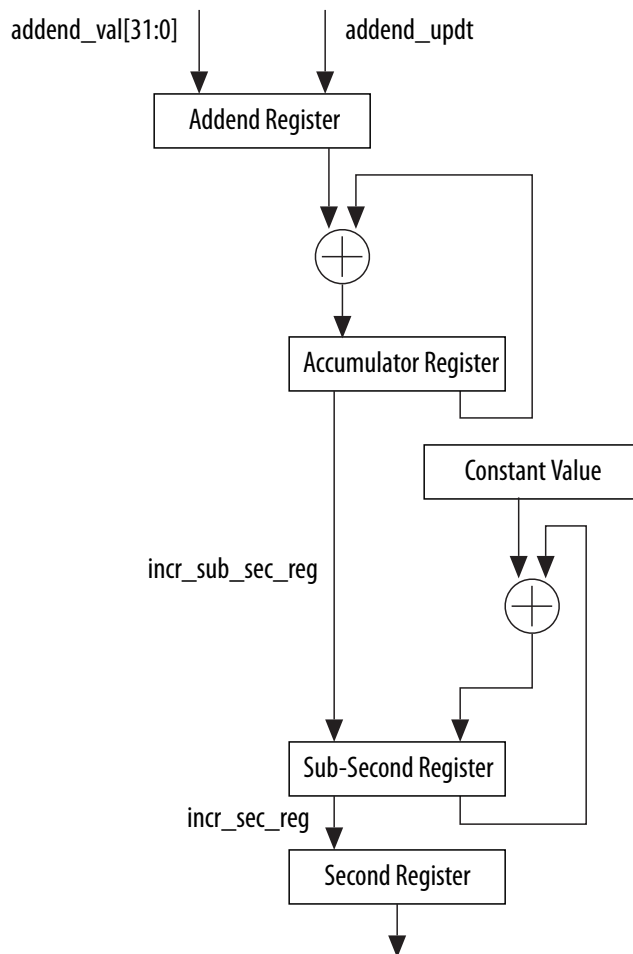 addend_val[31:0]
addend_updt
Addend Register
Accumulator Register
Constant Value
incr_sub_sec_reg
Sub-Second Register
incr_sec_reg
Second Register